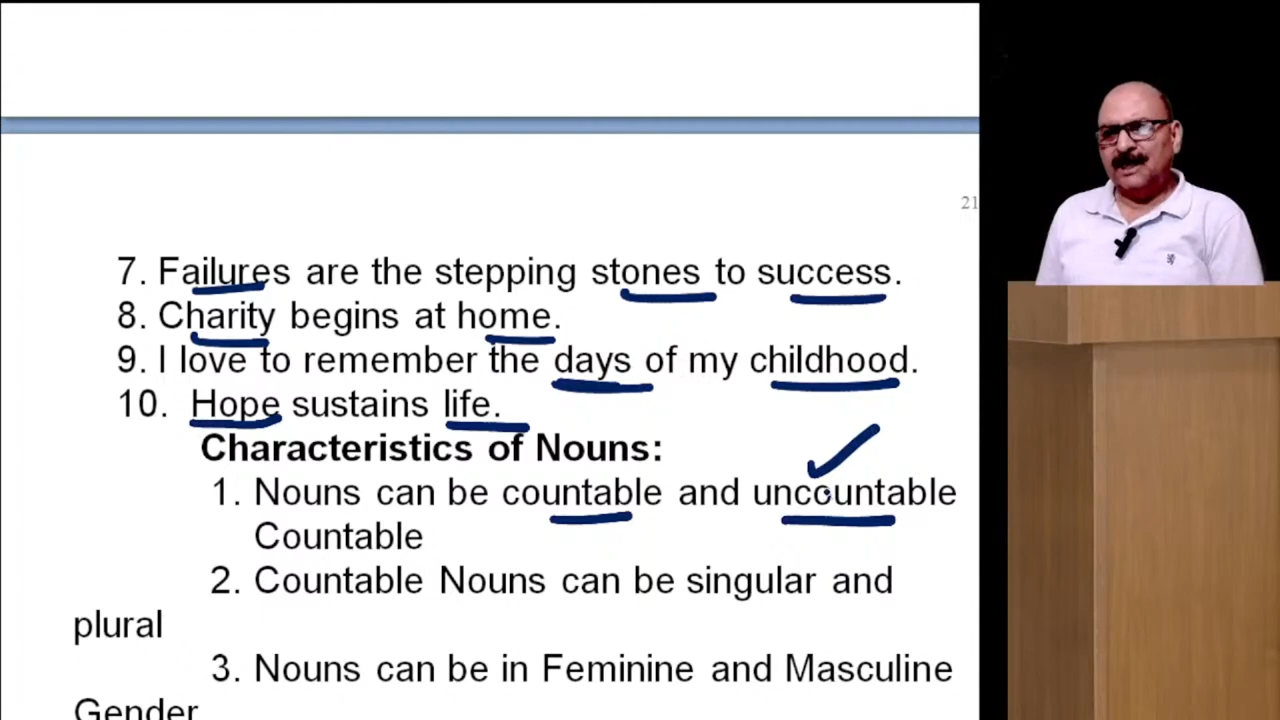 21
7. Failures are the stepping stones to success.
8. Charity begins at home.
9. I love to remember the days of my childhood.
10. Hope sustains life.
Characteristics of Nouns:
1. Nouns can be countable and uncountable
Countable
2. Countable Nouns can be singular and
plural
3. Nouns can be in Feminine and Masculine
Gender